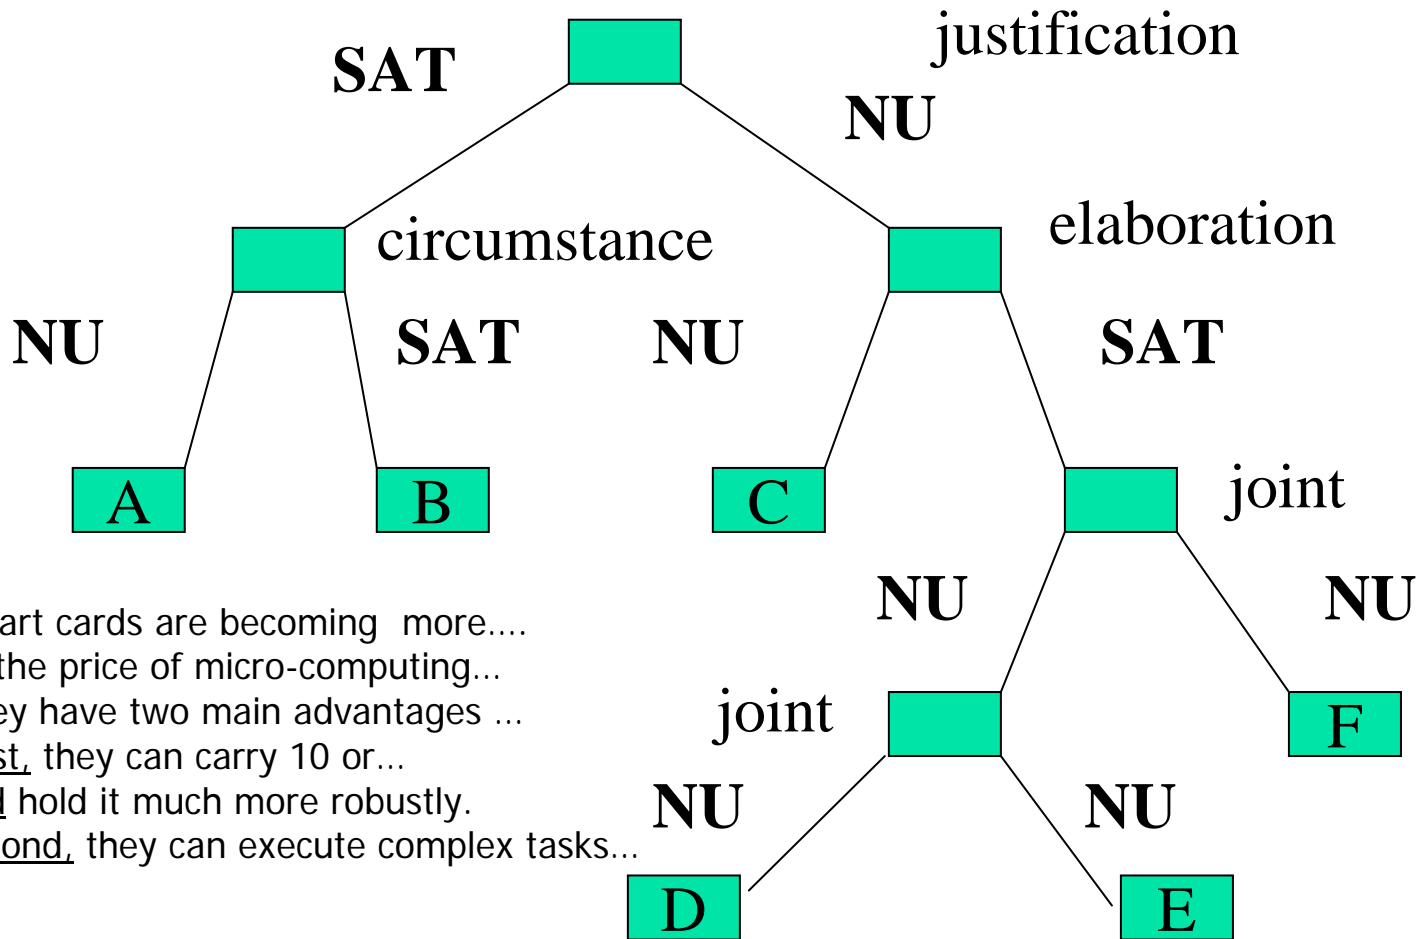 justification
SAT
NU
circumstance
elaboration
NU
SAT
NU
SAT
A
B
C
joint
NU
NU
art cards are becoming more....
the price of micro-computing...
ey have two main advantages ...
st, they can carry 10 or...
d hold it much more robustly.
ond, they can execute complex tasks...
joint
F
NU
NU
D
E